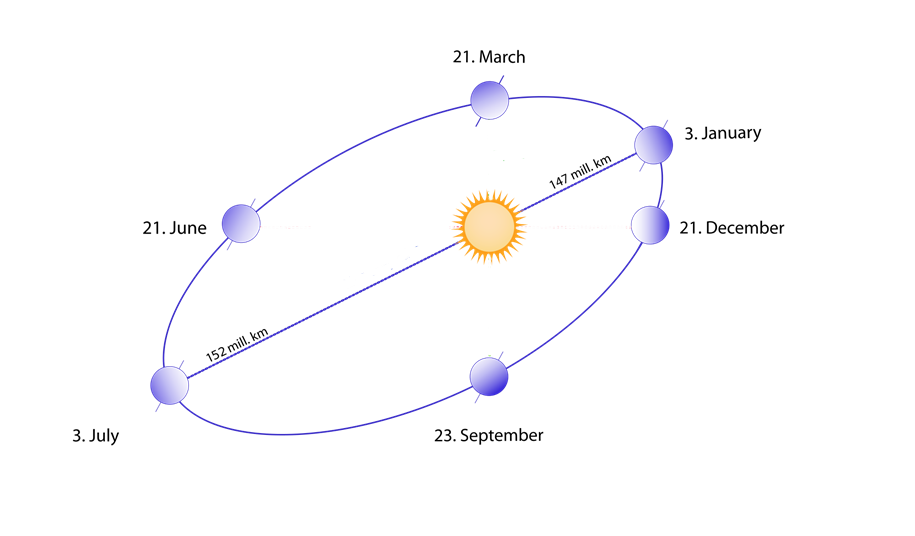 21. March
3. January
147 mill. km
21. June
21. December
152 mill. km
3. July
23. September